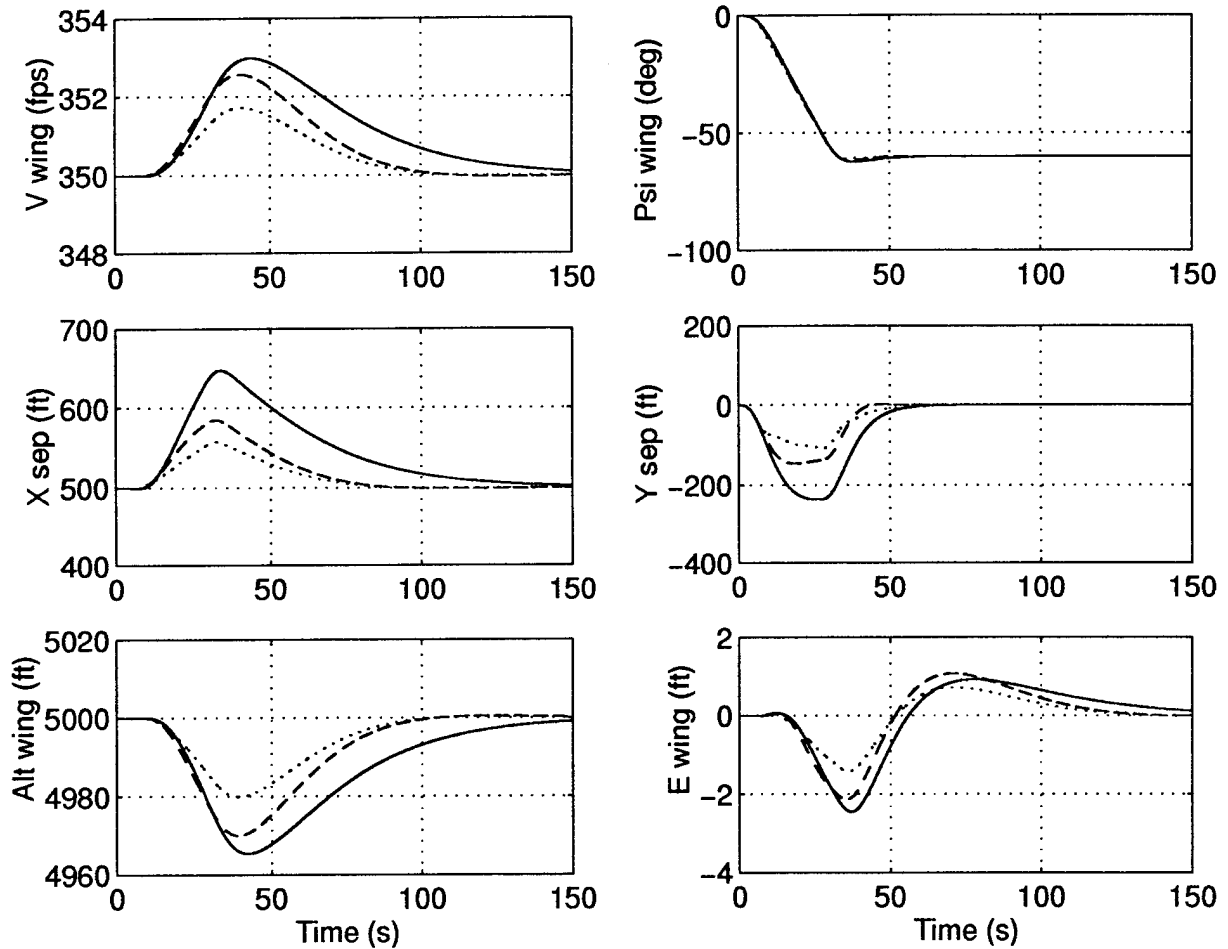 V wing (fps)
354
352
350
348
0 50 100 150
Psi wing (deg)
0
−50
−100
0 50 100 150
X sep (ft)
700
600
500
400
0 50 100 150
Y sep (ft)
200
0
−200
−400
0 50 100 150
Alt wing (ft)
5020
5000
4980
4960
0 50 100 150
Time (s)
E wing (ft)
2
0
−2
−4
0 50 100 150
Time (s)